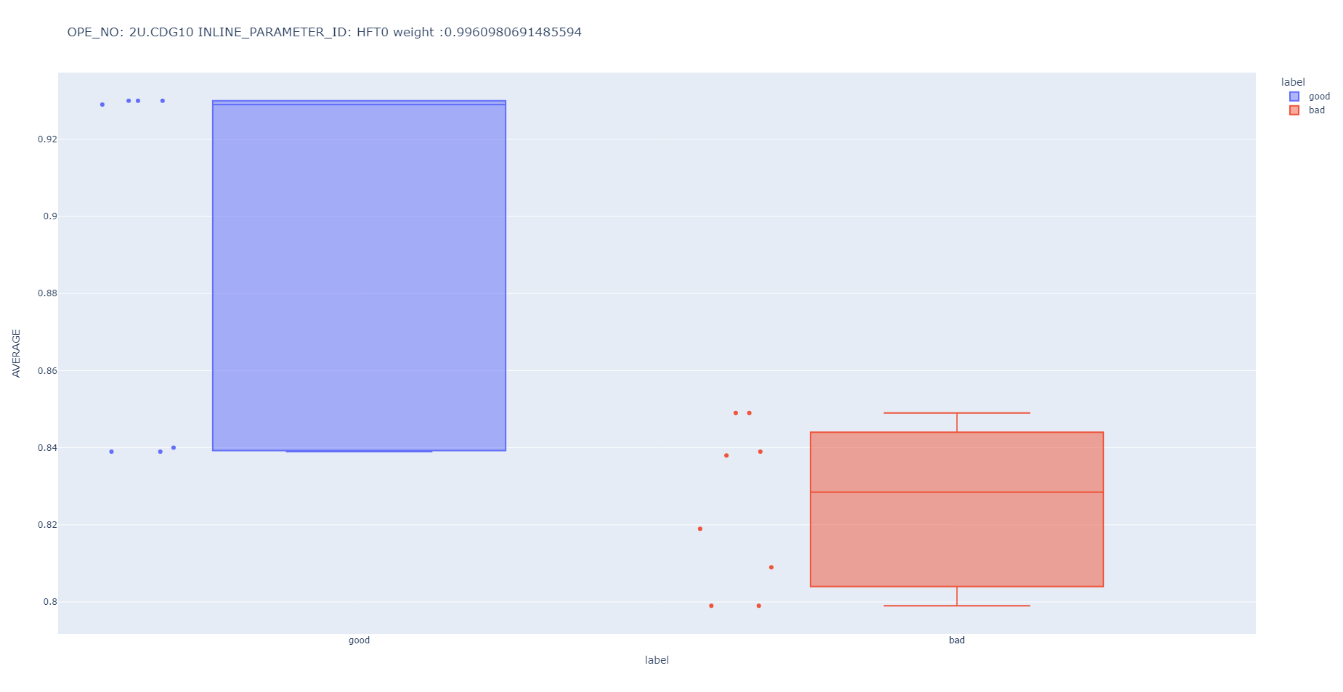 OPE_NO: 2U.CDG10 INLINE_PARAMETER_ID: HFT0 weight :0.9960980691485594
label
good
bad
0.92
0.9
0.88
0.86
0.84
0.82
0.8
AVERAGE
good
bad
label